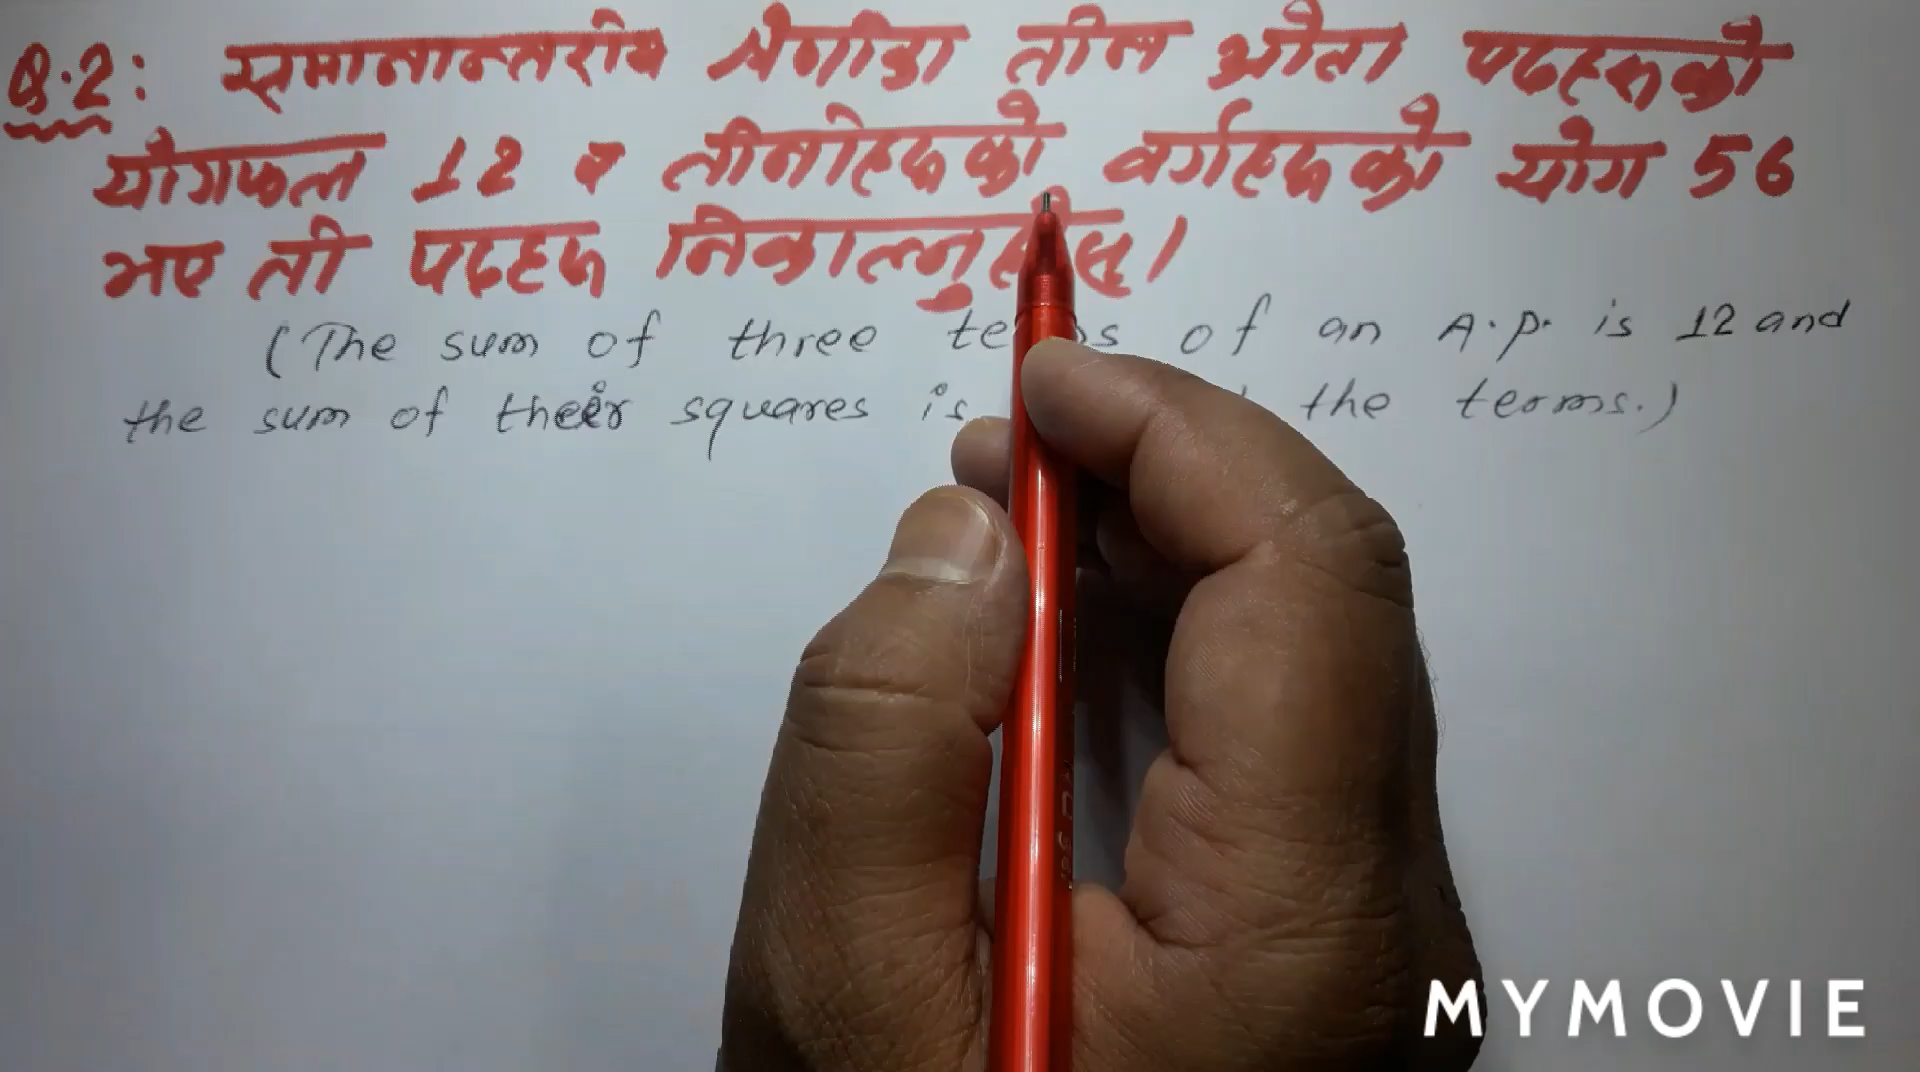 Q.2: समानान्तरीय श्रेणीका तीन ओटा पदहरूको
योगफल 12 र तीनीहरूको वर्गहरूको योग 56
भए ती पदहरू निकाल्नुहोस्।
(The sum of three of an A.P. is 12 and
the sum of their squares is the terms.)
MYMOVIE